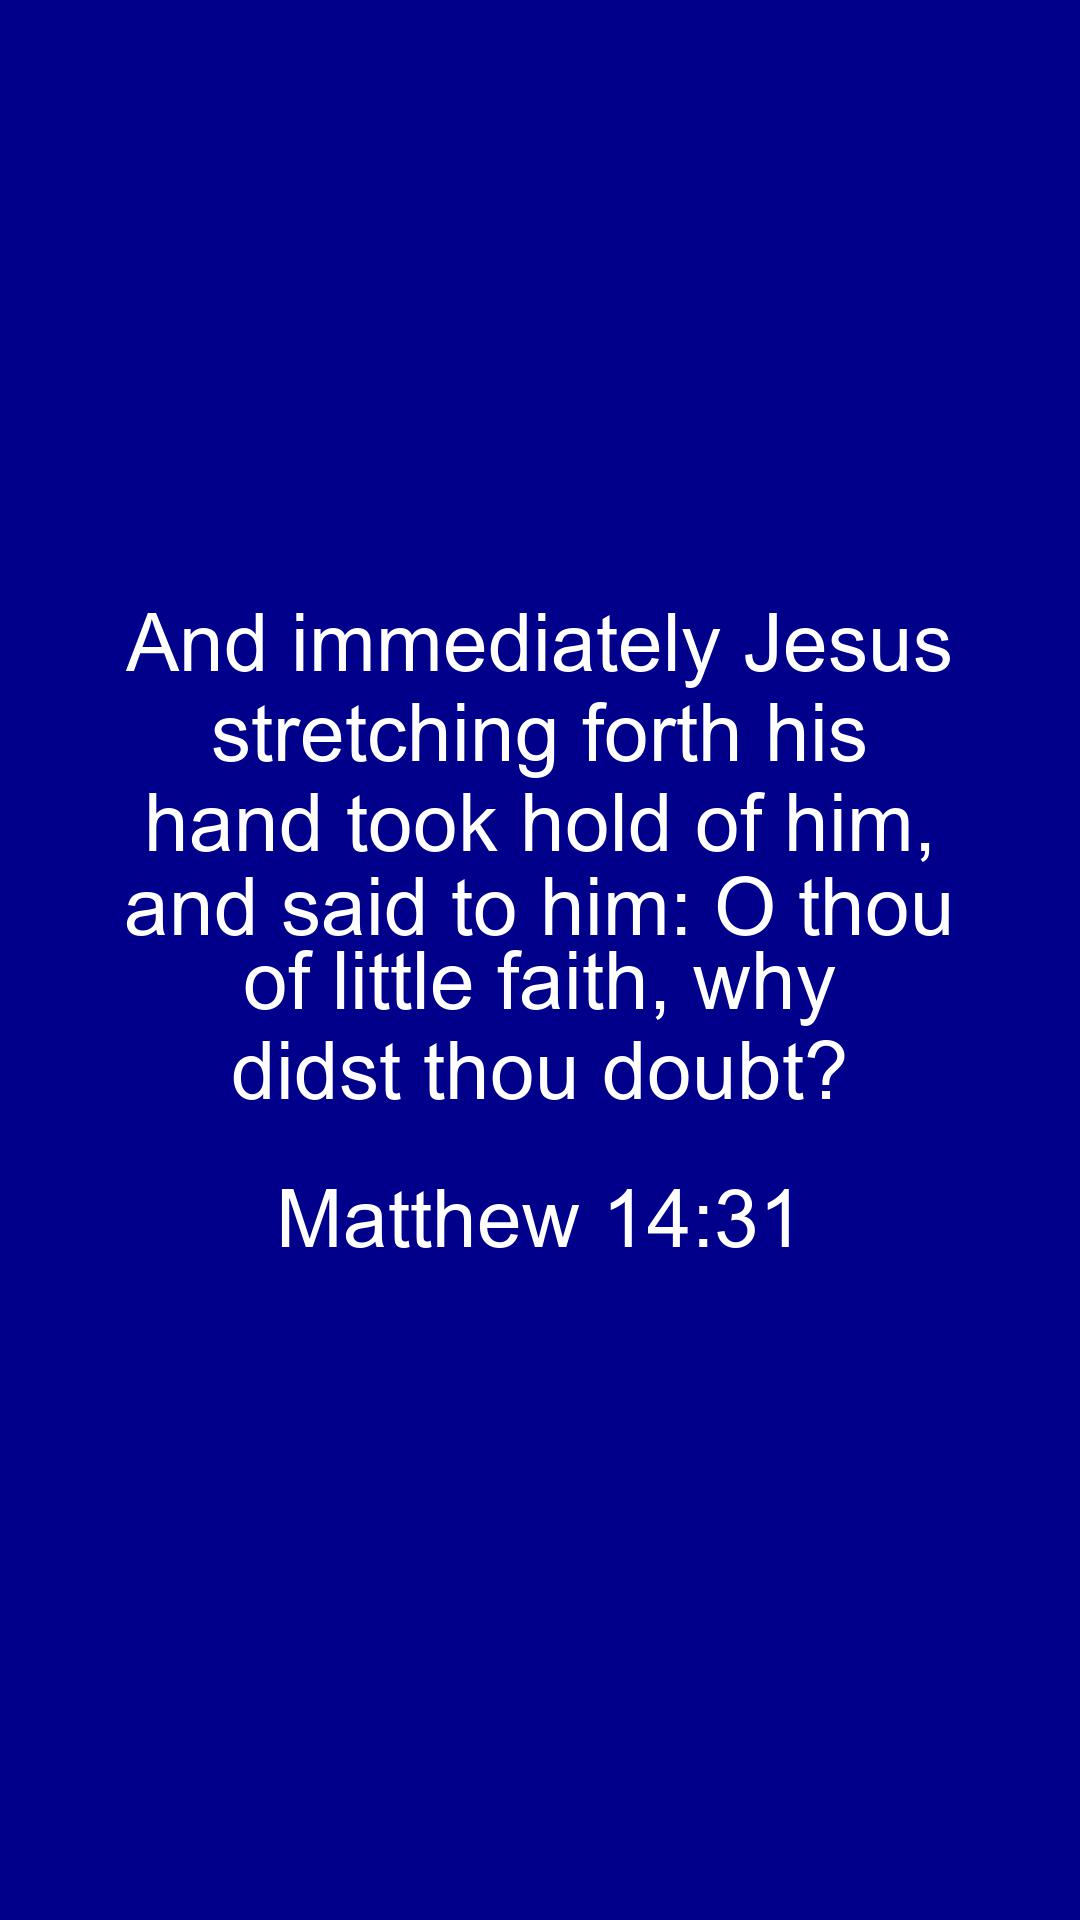 And immediately Jesus
stretching forth his
hand took hold of him,
and said to him: O thou
of little faith, why
didst thou doubt?
Matthew 14:31